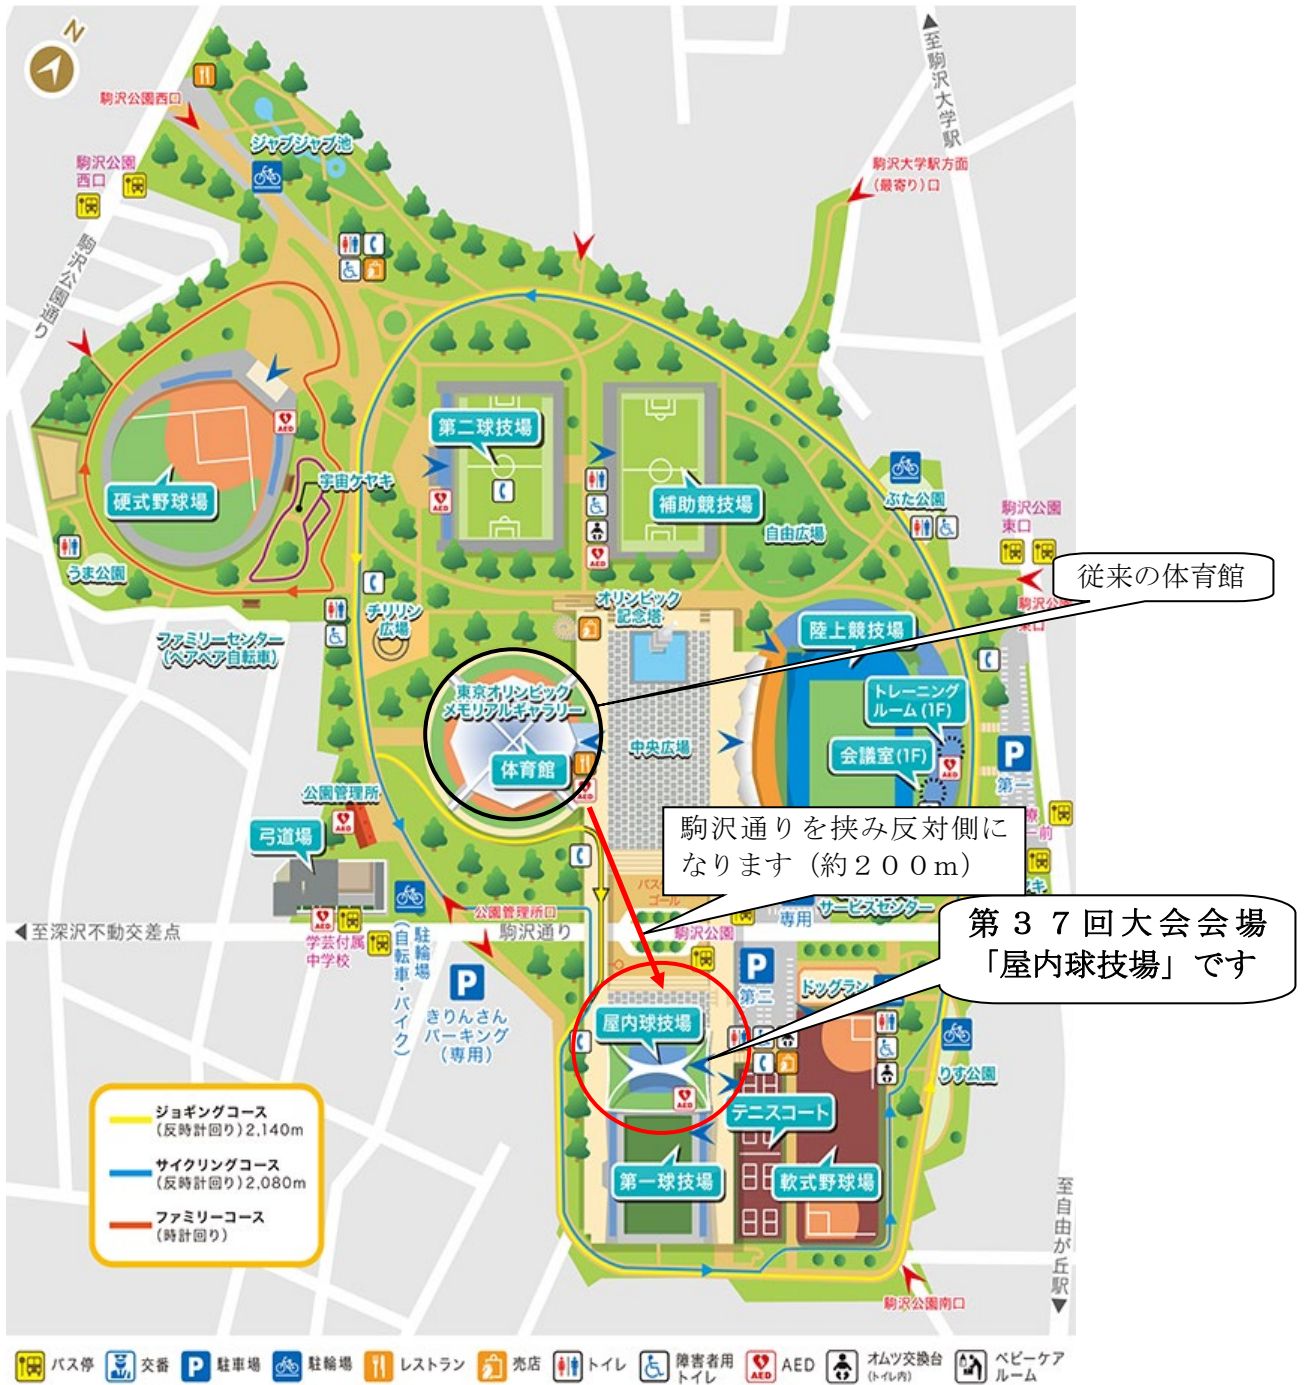 N
駒沢公園西口
▲至駒沢大学駅
ジャブジャブ池
駒沢公園
西口
駒沢大学駅方面
(最寄り)口
駒沢公園通り
第二球技場
硬式野球場
宇宙ケヤキ
補助競技場
自由広場
ぶた公園
駒沢公園
東口
うま公園
従来の体育館
チリリン
広場
オリンピック
記念塔
陸上競技場
ファミリーセンター
(ペアペア自転車)
東京オリンピック
メモリアルギャラリー
トレーニング
ルーム(1F)
中央広場
会議室(1F)
体育館
P
第一
公園管理所
弓道場
駒沢通りを挟み反対側に
なります（約２００ｍ）
サービスセンター
専用
公園管理所口
◀至深沢不動交差点
駒沢通り
駒沢公園
学芸付属
中学校
駐輪場
(自転車・バイク)
第３７回大会会場
「屋内球技場」です
P
第二
ドッグラン
P
きりんさん
パーキング
(専用)
屋内球技場
りす公園
AED
テニスコート
第一球技場
軟式野球場
ジョギングコース
(反時計回り)2,140m
サイクリングコース
(反時計回り)2,080m
ファミリーコース
(時計回り)
至自由が丘駅▼
駒沢公園南口
バス停
交番
P 駐車場
駐輪場
レストラン
売店
トイレ
障害者用
トイレ
AED AED
オムツ交換台
(トイレ内)
ベビーケア
ルーム